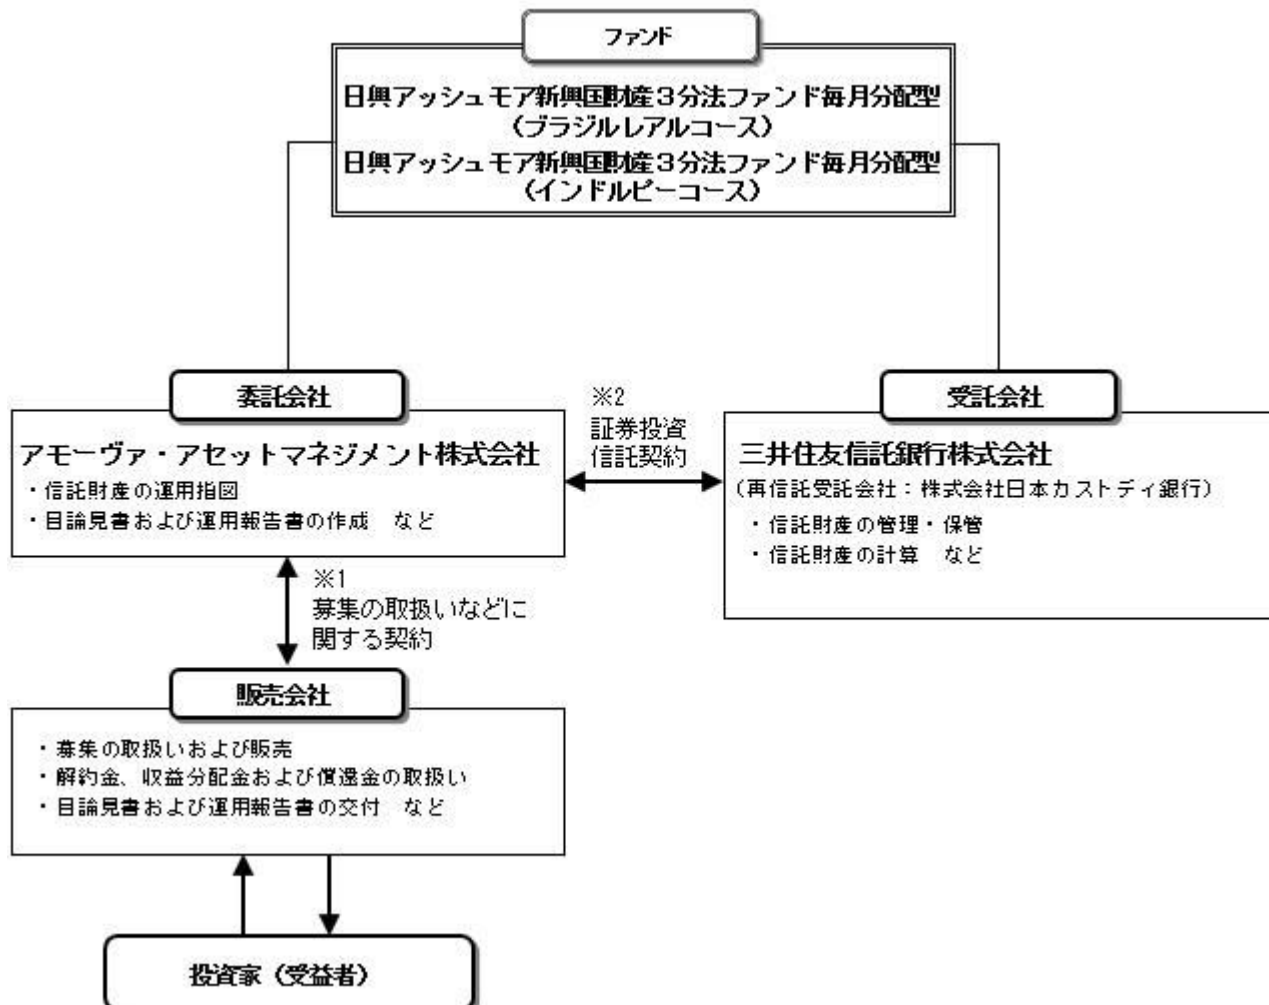 ファンド
日興アッシュモア新興国財産３分法ファンド毎月分配型
（ブラジルレアルコース）
日興アッシュモア新興国財産３分法ファンド毎月分配型
（インドルピーコース）
委託会社
アモーヴァ・アセットマネジメント株式会社
・信託財産の運用指図
・目論見書および運用報告書の作成　など
※2
証券投資
信託契約
受託会社
三井住友信託銀行株式会社
（再信託受託会社：株式会社日本カストディ銀行）
・信託財産の管理・保管
・信託財産の計算　など
※1
募集の取扱いなどに
関する契約
販売会社
・募集の取扱いおよび販売
・解約金、収益分配金および償還金の取扱い
・目論見書および運用報告書の交付　など
投資家（受益者）